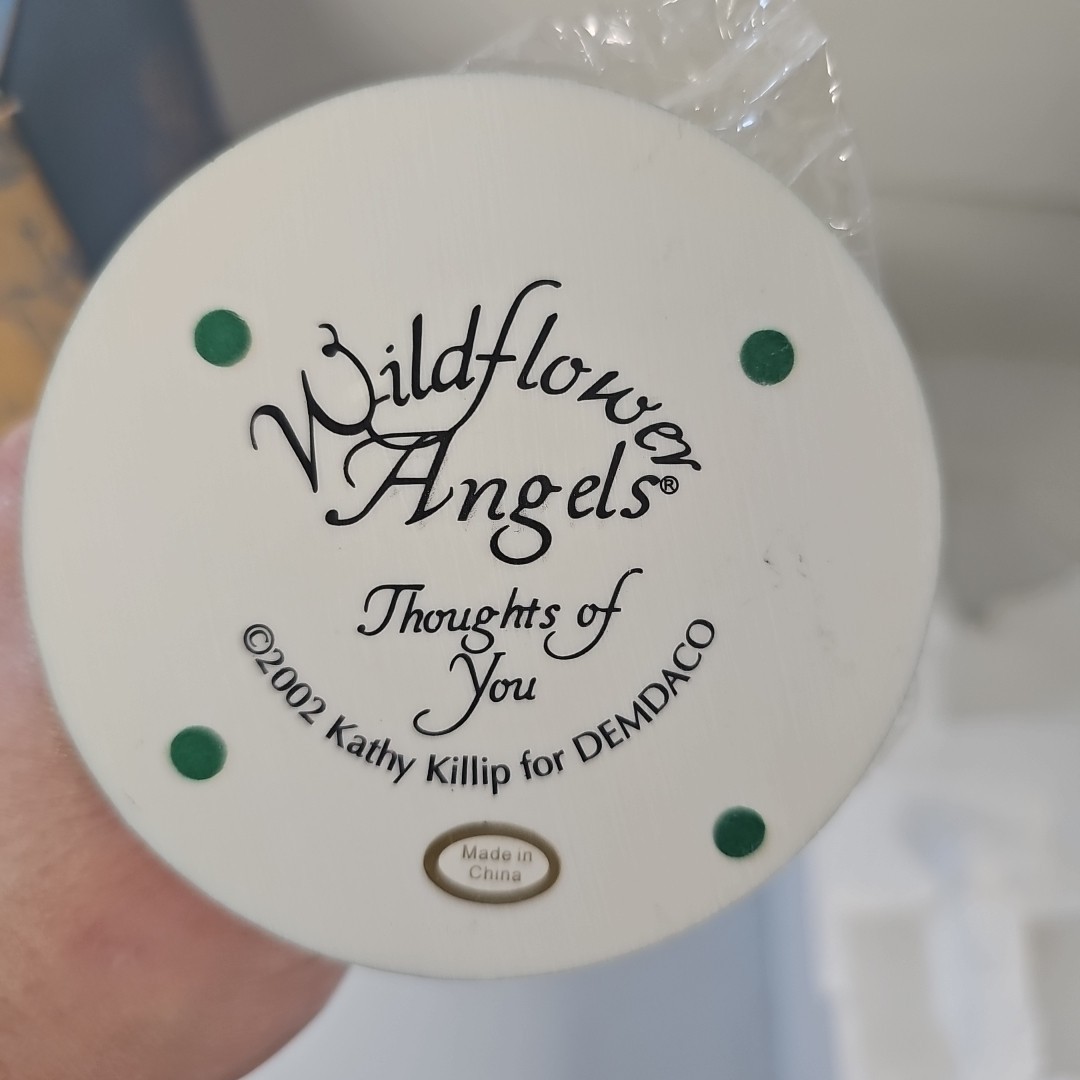 Wildflower
Angels®
Thoughts of
You
©2002 Kathy Killip for DEMDACO
Made in
China